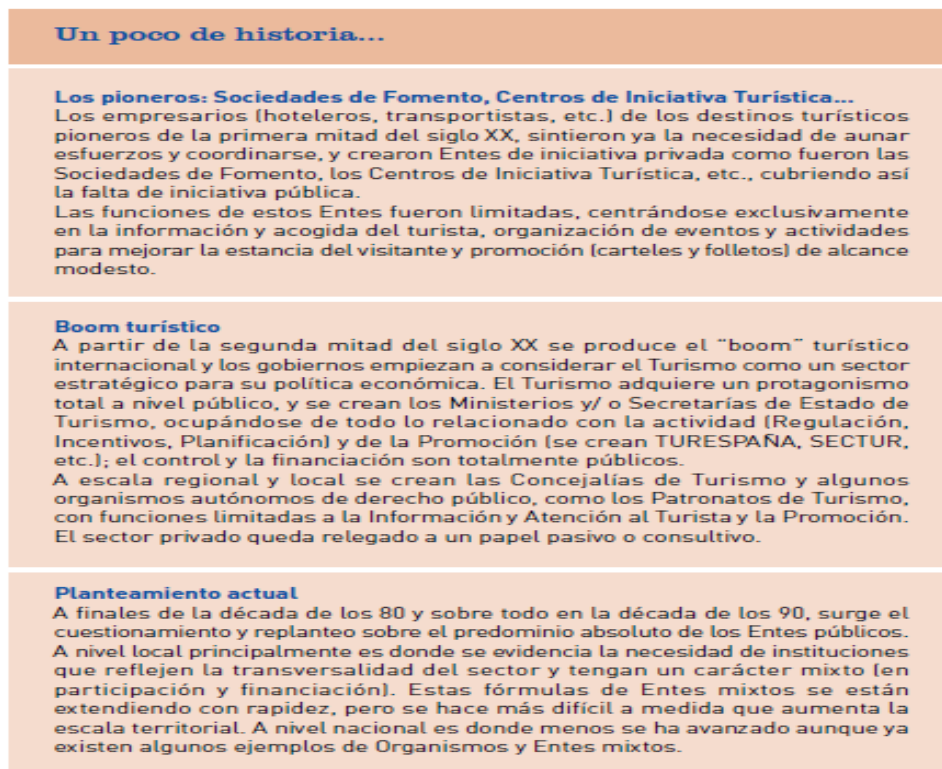 Un poco de historia...
Los pioneros: Sociedades de Fomento, Centros de Iniciativa Turística...
Los empresarios (hoteleros, transportistas, etc.) de los destinos turísticos
pioneros de la primera mitad del siglo XX, sintieron ya la necesidad de aunar
esfuerzos y coordinarse, y crearon Entes de iniciativa privada como fueron las
Sociedades de Fomento, los Centros de Iniciativa Turística, etc., cubriendo así
la falta de iniciativa pública.
Las funciones de estos Entes fueron limitadas, centrándose exclusivamente
en la información y acogida del turista, organización de eventos y actividades
para mejorar la estancia del visitante y promoción (carteles y folletos) de alcance
modesto.
Boom turístico
A partir de la segunda mitad del siglo XX se produce el "boom" turístico
internacional y los gobiernos empiezan a considerar el Turismo como un sector
estratégico para su política económica. El Turismo adquiere un protagonismo
total a nivel público, y se crean los Ministerios y/ o Secretarías de Estado de
Turismo, ocupándose de todo lo relacionado con la actividad (Regulación,
Incentivos, Planificación) y de la Promoción (se crean TURESPAÑA, SECTUR,
etc.); el control y la financiación son totalmente públicos.
A escala regional y local se crean las Concejalías de Turismo y algunos
organismos autónomos de derecho público, como los Patronatos de Turismo,
con funciones limitadas a la Información y Atención al Turista y la Promoción.
El sector privado queda relegado a un papel pasivo o consultivo.
Planteamiento actual
A finales de la década de los 80 y sobre todo en la década de los 90, surge el
cuestionamiento y replanteo sobre el predominio absoluto de los Entes públicos.
A nivel local principalmente es donde se evidencia la necesidad de instituciones
que reflejen la transversalidad del sector y tengan un carácter mixto (en
participación y financiación). Estas fórmulas de Entes mixtos se están
extendiendo con rapidez, pero se hace más difícil a medida que aumenta la
escala territorial. A nivel nacional es donde menos se ha avanzado aunque ya
existen algunos ejemplos de Organismos y Entes mixtos.